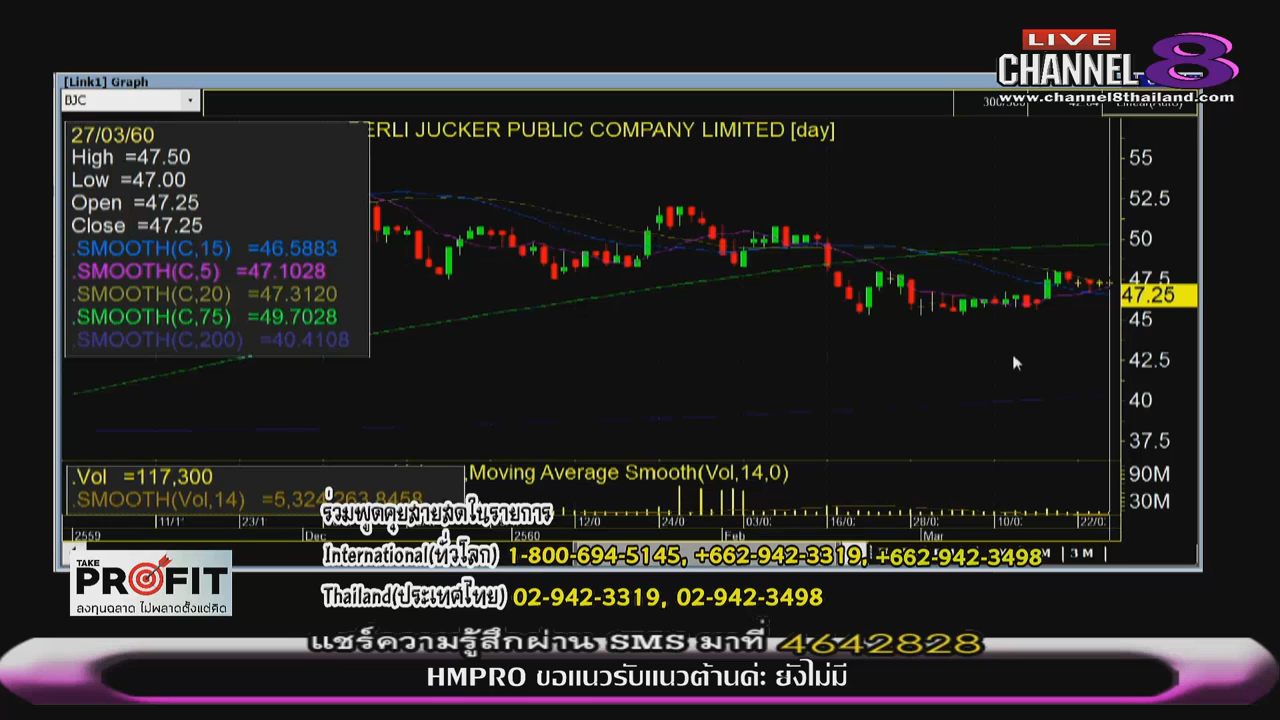 LIVE
CHANNEL 8
www.channel8thailand.com
[Link1] Graph
BJC
27/03/60
High =47.50
Low =47.00
Open =47.25
Close =47.25
.SMOOTH(C,15) =46.5883
.SMOOTH(C,5) =47.1028
.SMOOTH(C,20) =47.3120
.SMOOTH(C,75) =49.7028
.SMOOTH(C,200) =40.4108
JUCKER PUBLIC COMPANY LIMITED [day]
55
52.5
50
47.5
47.25
45
42.5
40
37.5
90M
30M
.Vol =117,300
.SMOOTH(Vol,14) =5,324,263.8458
Moving Average Smooth(Vol,14,0)
11/1 23/1 12/0 24/0 03/0 16/0 28/0 10/0 22/0
2559 Dec 2560 Feb Mar
3 M
ร่วมพูดคุยสายสดในรายการ
International(ทั่วโลก) 1-800-694-5145, +662-942-3319, +662-942-3498
Thailand(ประเทศไทย) 02-942-3319, 02-942-3498
TAKE
PROFIT
ลงทุนฉลาด ไม่พลาดตั้งแต่คิด
แชร์ความรู้สึกผ่าน SMS มาที่ 4642828
HMPRO ขอแนวรับแนวต้านค่ะ ยังไม่มี